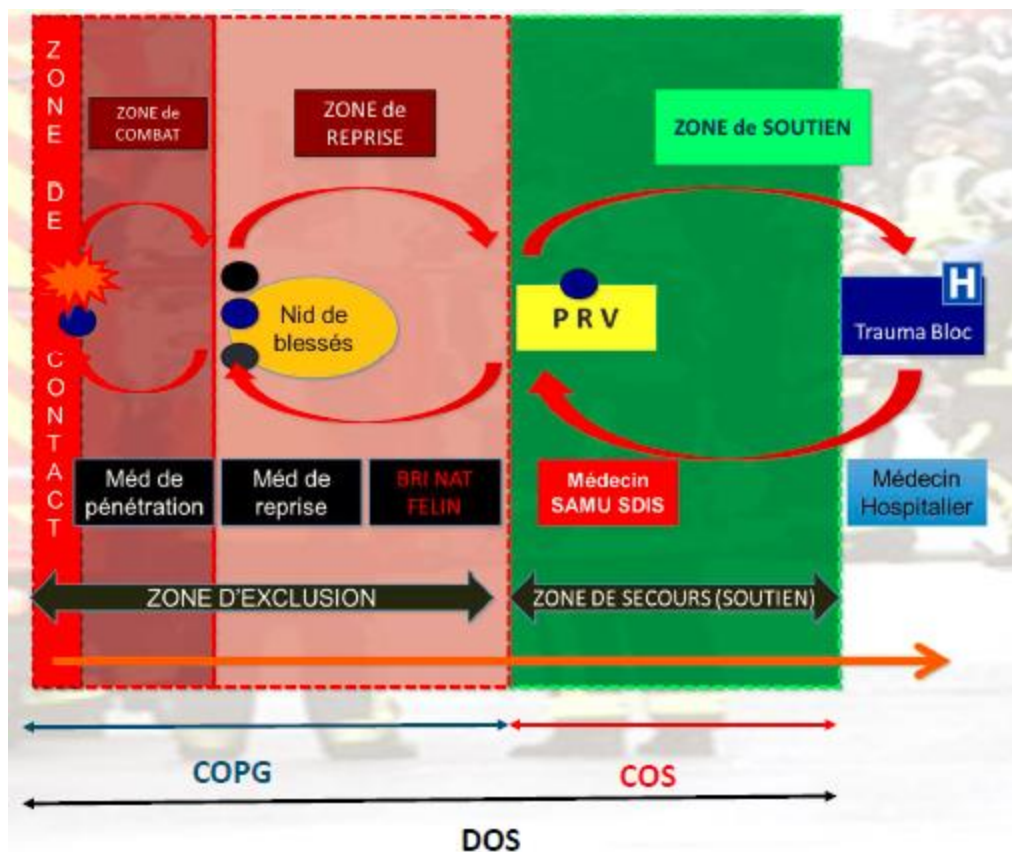 ZONE DE CONTACT
ZONE de
COMBAT
ZONE de
REPRISE
ZONE de SOUTIEN
Nid de
blessés
P R V
H
Trauma Bloc
Méd de
pénétration
Méd de
reprise
BRI NAT
FELIN
Médecin
SAMU SDIS
Médecin
Hospitalier
ZONE D'EXCLUSION
ZONE DE SECOURS (SOUTIEN)
COPG
COS
DOS